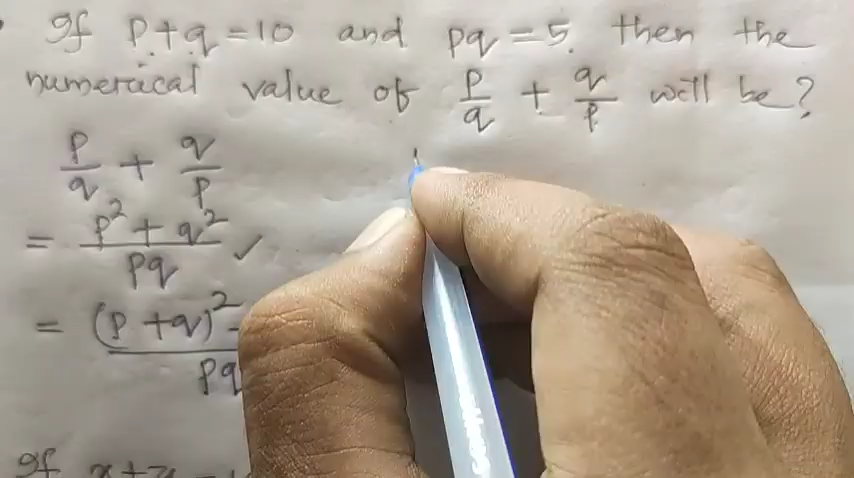 If p+q=10 and pq=5. then the
numerical value of p/q + q/p will be?
p/q + q/p
= p²+q²/pq ✓
= (p+q)²-/pq
If x+